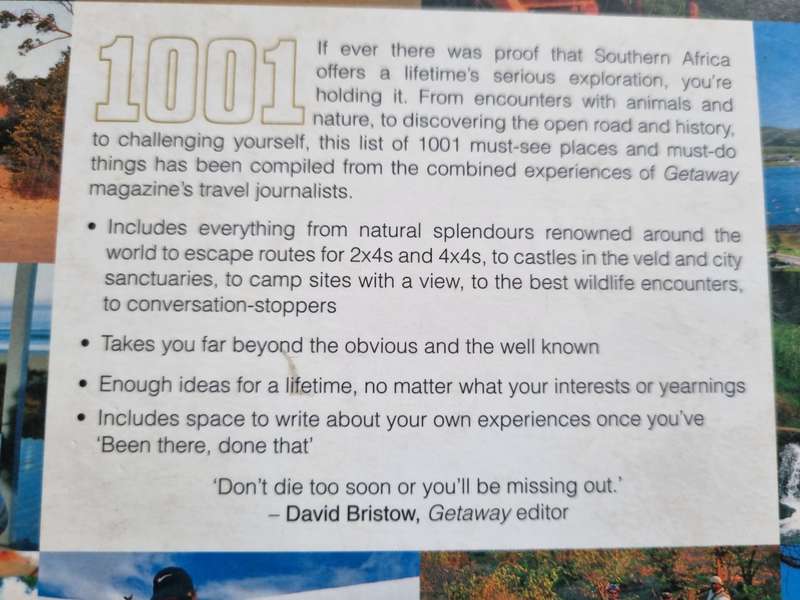 1001
If ever there was proof that Southern Africa
offers a lifetime's serious exploration, you're
holding it. From encounters with animals and
nature, to discovering the open road and history,
to challenging yourself, this list of 1001 must-see places and must-do
things has been compiled from the combined experiences of Getaway
magazine's travel journalists.
• Includes everything from natural splendours renowned around the
world to escape routes for 2x4s and 4x4s, to castles in the veld and city
sanctuaries, to camp sites with a view, to the best wildlife encounters,
to conversation-stoppers
• Takes you far beyond the obvious and the well known
• Enough ideas for a lifetime, no matter what your interests or yearnings
• Includes space to write about your own experiences once you've
'Been there, done that'
'Don't die too soon or you'll be missing out.'
– David Bristow, Getaway editor